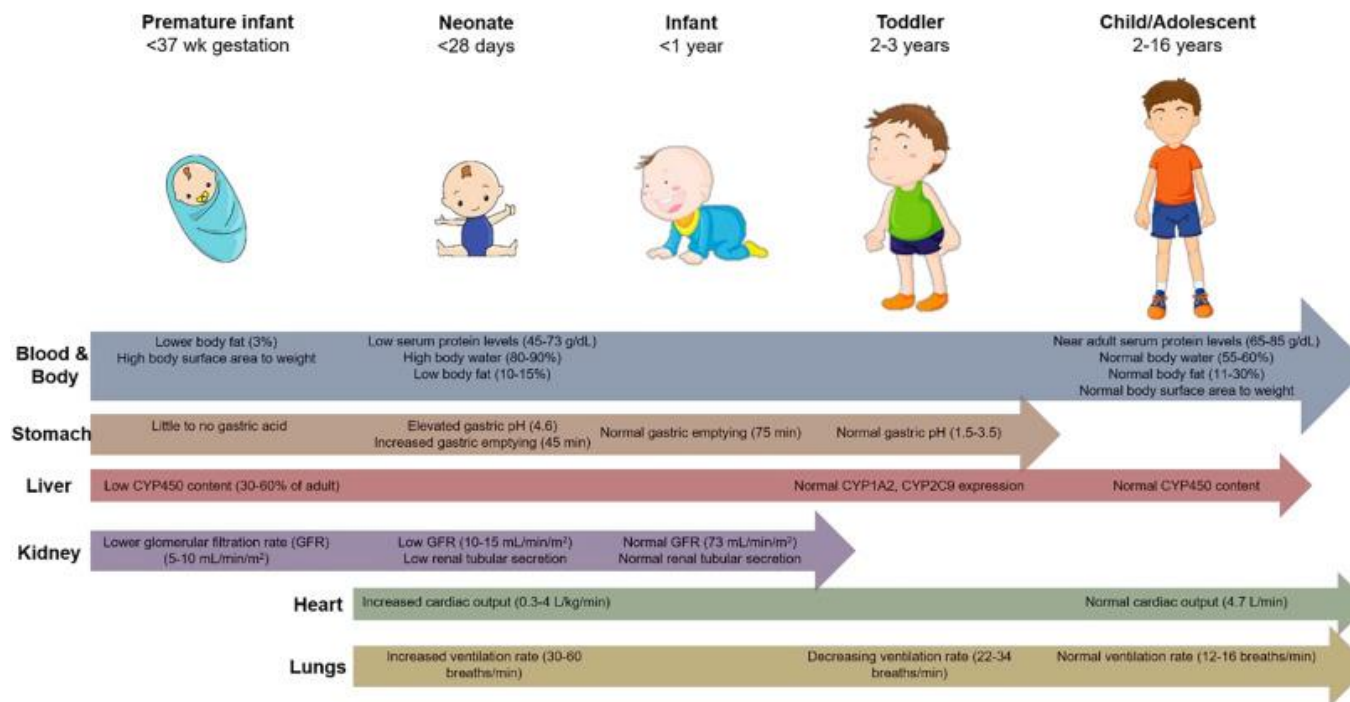 Premature infant
<37 wk gestation
Neonate
<28 days
Infant
<1 year
Toddler
2-3 years
Child/Adolescent
2-16 years
Blood &
Body
Lower body fat (3%)
High body surface area to weight
Low serum protein levels (45-73 g/dL)
High body water (80-90%)
Low body fat (10-15%)
Near adult serum protein levels (65-85 g/dL)
Normal body water (55-60%)
Normal body fat (11-30%)
Normal body surface area to weight
Stomach
Little to no gastric acid
Elevated gastric pH (4.6)
Increased gastric emptying (45 min)
Normal gastric emptying (75 min)
Normal gastric pH (1.5-3.5)
Liver
Low CYP450 content (30-60% of adult)
Normal CYP1A2, CYP2C9 expression
Normal CYP450 content
Kidney
Lower glomerular filtration rate (GFR)
(5-10 mL/min/m²)
Low GFR (10-15 mL/min/m²)
Low renal tubular secretion
Normal GFR (73 mL/min/m²)
Normal renal tubular secretion
Heart
Increased cardiac output (0.3-4 L/kg/min)
Normal cardiac output (4.7 L/min)
Lungs
Increased ventilation rate (30-60
breaths/min)
Decreasing ventilation rate (22-34
breaths/min)
Normal ventilation rate (12-16 breaths/min)